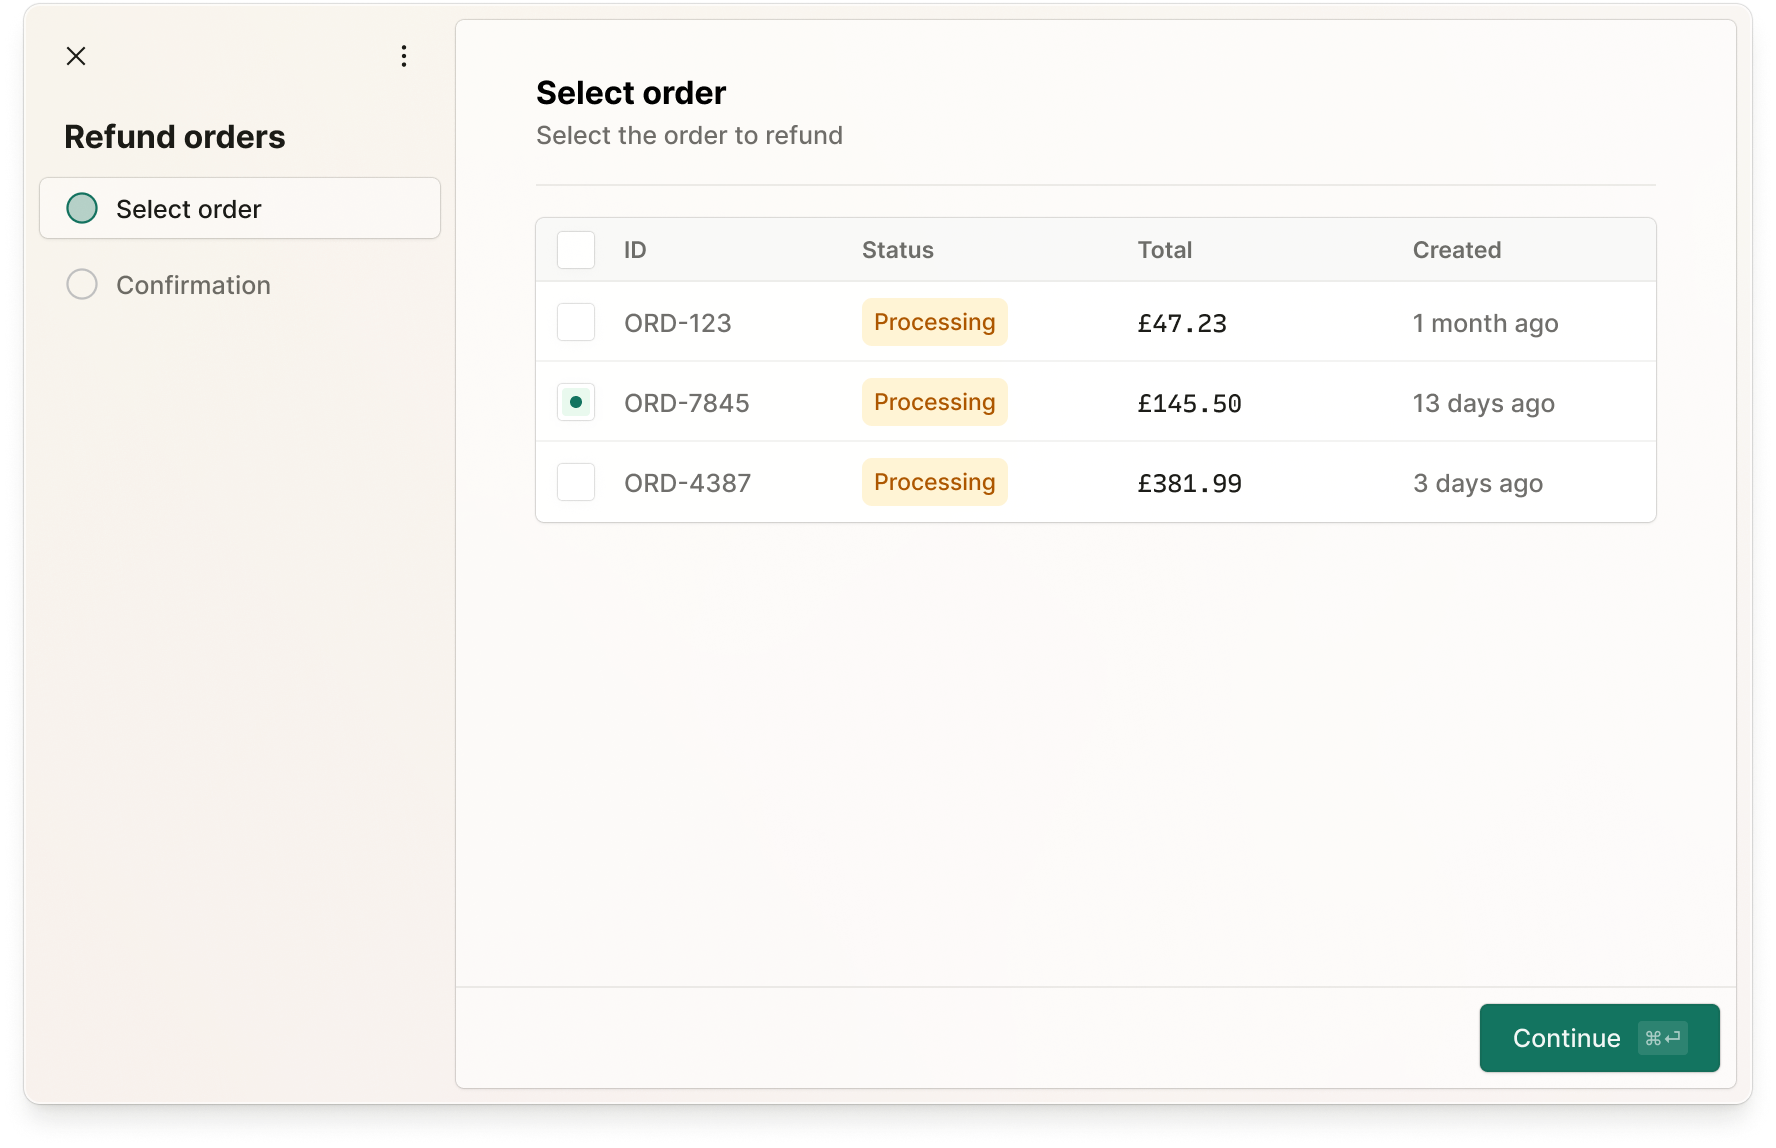 Refund orders
Select order
Confirmation
Select order
Select the order to refund
ID Status Total Created
ORD-123 Processing £47.23 1 month ago
ORD-7845 Processing £145.50 13 days ago
ORD-4387 Processing £381.99 3 days ago
Continue ⌘⏎